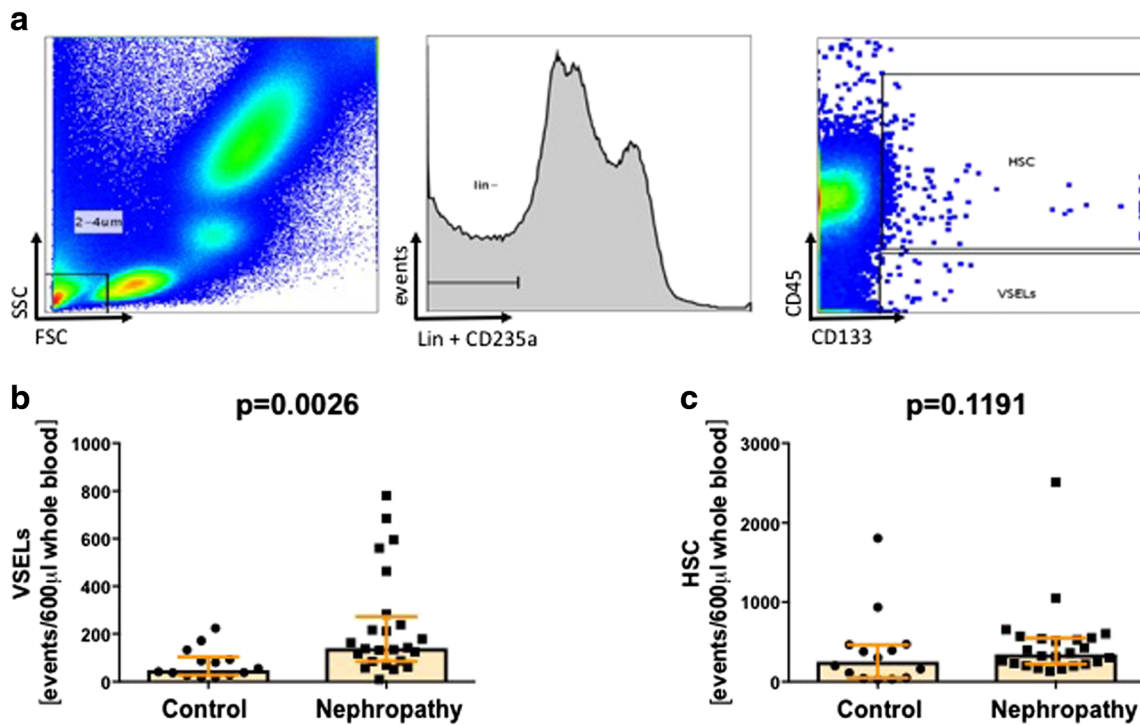 a
2-4um
SSC
FSC
lin-
events
Lin + CD235a
HSC
VSELs
CD45
CD133
b
p=0.0026
VSELs
[events/600μl whole blood]
1000
800
600
400
200
0
Control Nephropathy
c
p=0.1191
HSC
[events/600μl whole blood]
3000
2000
1000
0
Control Nephropathy